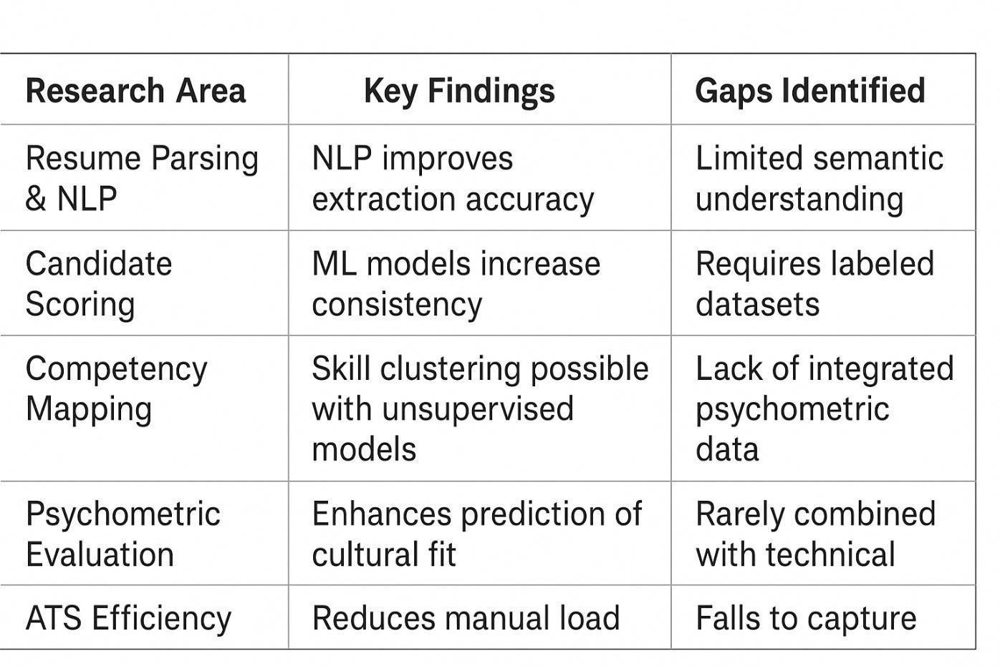 Research Area Key Findings Gaps Identified
Resume Parsing NLP improves Limited semantic
& NLP extraction accuracy understanding
Candidate ML models increase Requires labeled
Scoring consistency datasets
Competency Skill clustering possible Lack of integrated
Mapping with unsupervised psychometric
models data
Psychometric Enhances prediction of Rarely combined
Evaluation cultural fit with technical
ATS Efficiency Reduces manual load Falls to capture